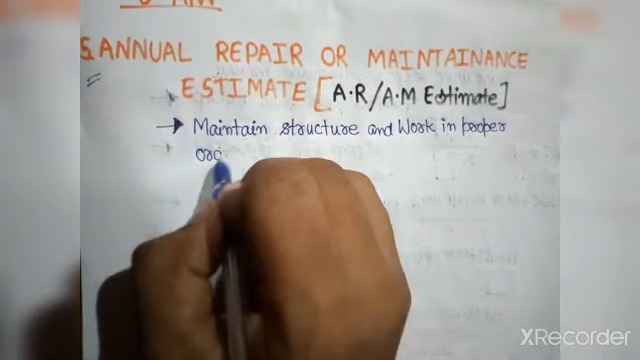 5. ANNUAL REPAIR OR MAINTAINANCE
ESTIMATE [A.R/A.M Estimate]
→ Maintain structure and Work in proper
XRecorder